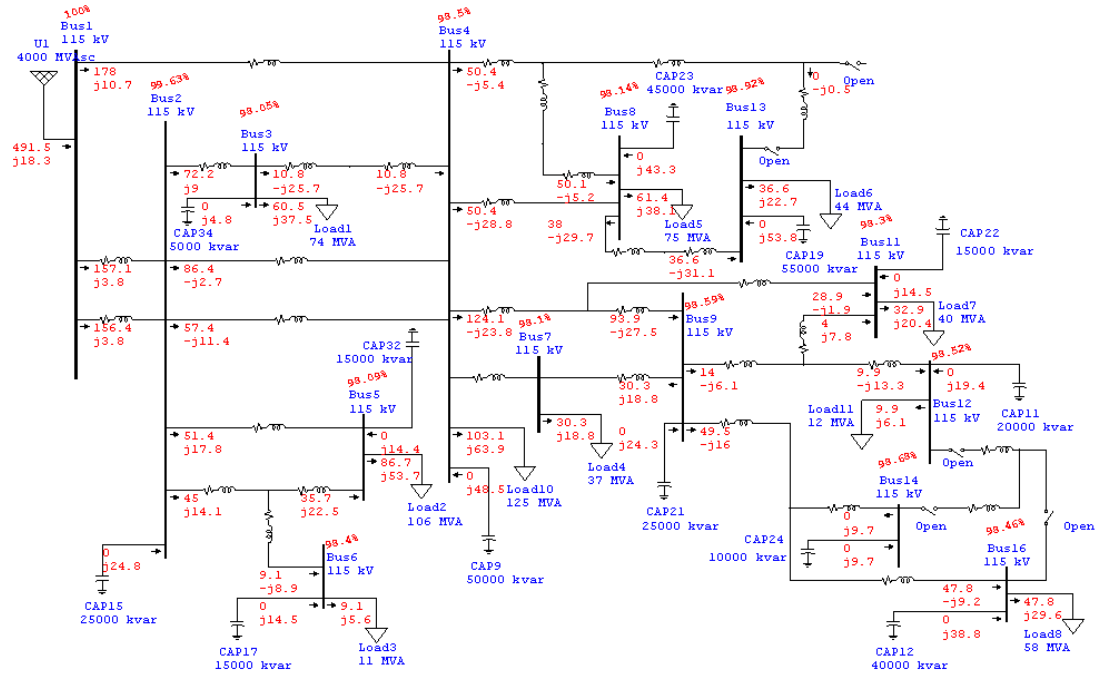 100%
Bus1
115 kV
U1
4000 MVAsc
178
j10.7
491.5
j18.3
157.1
j3.8
156.4
j3.8
99.63%
Bus2
115 kV
72.2
j9
0
j4.8
CAP34
5000 kvar
98.05%
Bus3
115 kV
10.8
-j25.7
60.5
j37.5
Load1
74 MVA
10.8
-j25.7
86.4
-j2.7
57.4
-j11.4
51.4
j17.8
45
j14.1
0
j24.8
CAP15
25000 kvar
CAP32
15000 kvar
98.09%
Bus5
115 kV
0
j14.4
86.7
j53.7
Load2
106 MVA
35.7
j22.5
98.4%
Bus6
115 kV
9.1
-j8.9
0
j14.5
9.1
j5.6
CAP17
15000 kvar
Load3
11 MVA
98.5%
Bus4
115 kV
50.4
-j5.4
50.4
-j28.8
124.1
-j23.8
103.1
j63.9
0
j48.5
Load10
125 MVA
CAP9
50000 kvar
CAP23
45000 kvar
98.14%
Bus8
115 kV
0
j43.3
50.1
-j5.2
61.4
j38.1
38
-j29.7
Load5
75 MVA
98.92%
Bus13
115 kV
0
-j0.5
Open
Open
36.6
j22.7
Load6
44 MVA
0
j53.8
36.6
-j31.1
CAP19
55000 kvar
98.3%
Bus11
115 kV
CAP22
15000 kvar
0
j14.5
28.9
-j1.9
32.9
j20.4
Load7
40 MVA
4
j7.8
98.1%
Bus7
115 kV
93.9
-j27.5
30.3
j18.8
30.3
j18.8
Load4
37 MVA
98.59%
Bus9
115 kV
14
-j6.1
49.5
-j16
0
j24.3
CAP21
25000 kvar
9.9
-j13.3
98.52%
0
j19.4
Bus12
115 kV
CAP11
20000 kvar
Load11
12 MVA
9.9
j6.1
Open
98.68%
Bus14
115 kV
Open
0
j9.7
0
j9.7
CAP24
10000 kvar
Open
98.46%
Bus16
115 kV
47.8
-j9.2
47.8
j29.6
0
j38.8
CAP12
40000 kvar
Load8
58 MVA